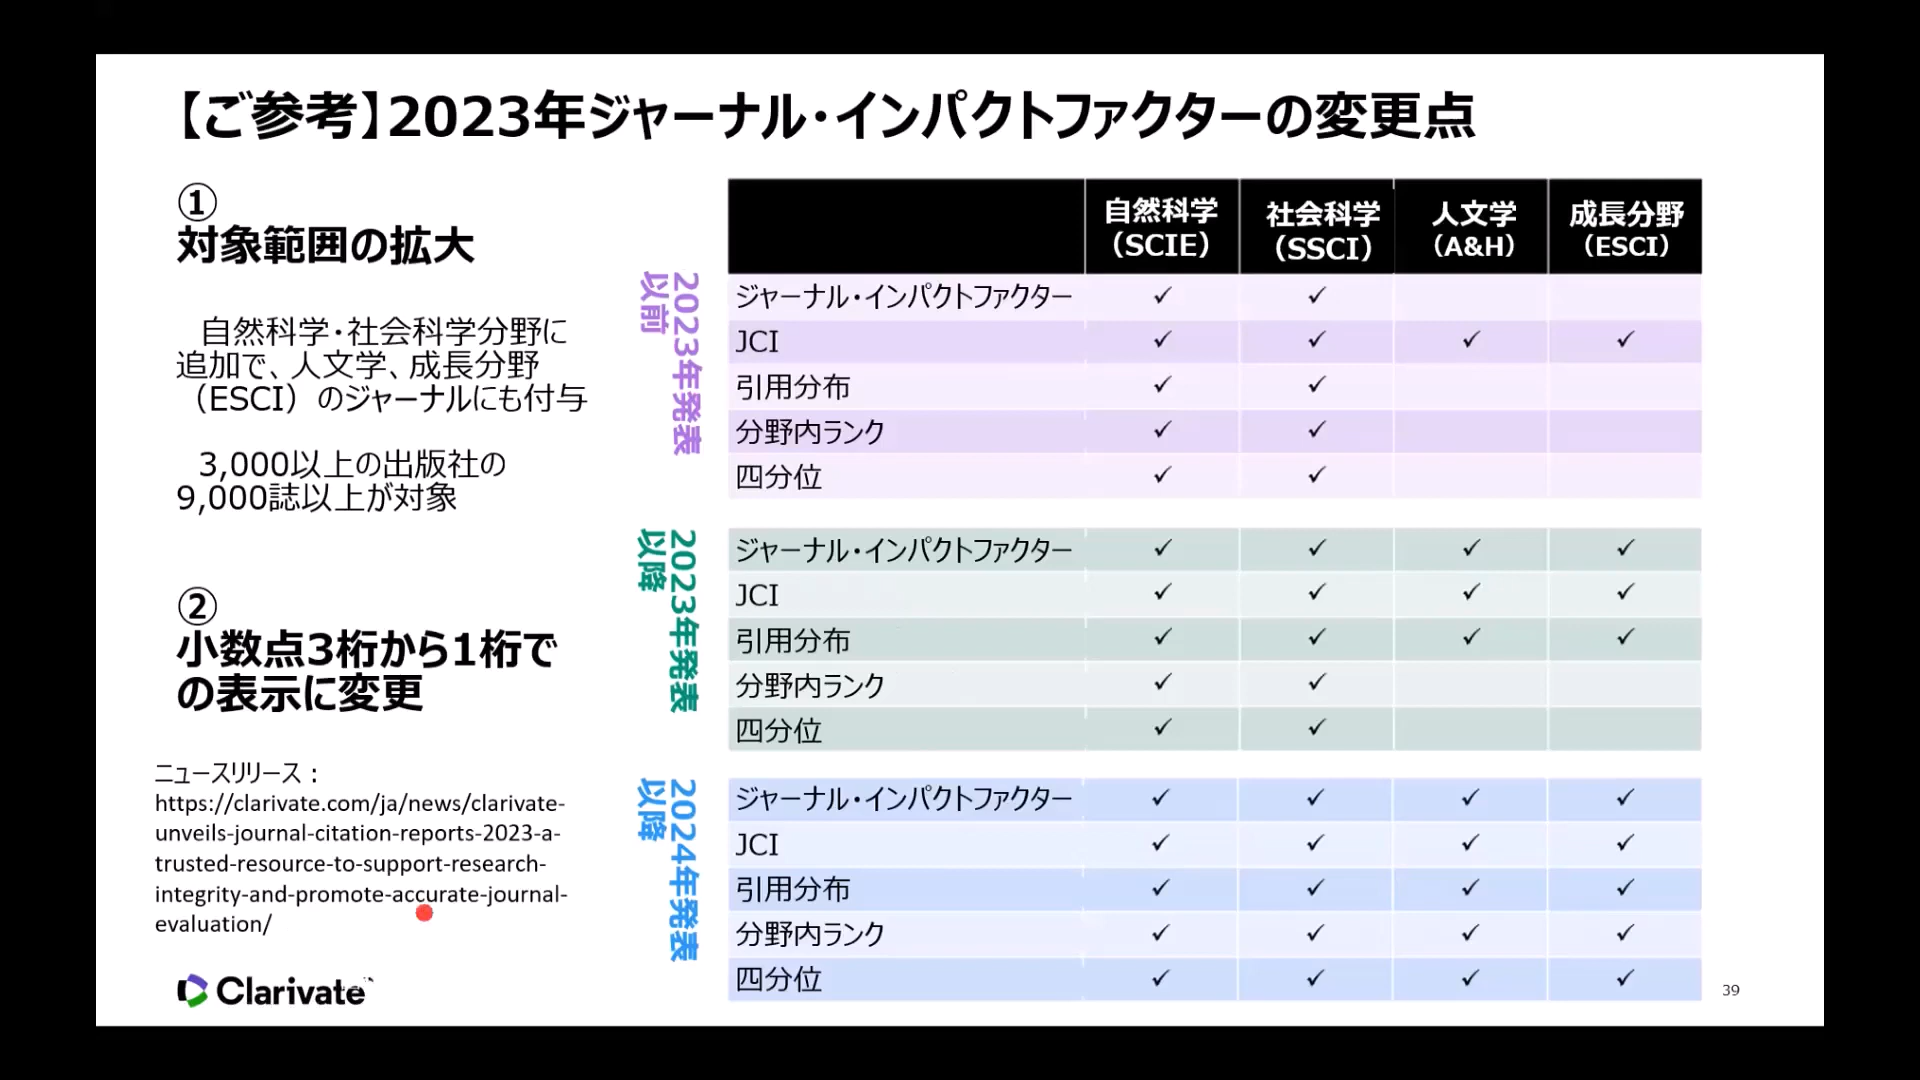 【ご参考】2023年ジャーナル・インパクトファクターの変更点
①
対象範囲の拡大
自然科学・社会科学分野に
追加で、人文学、成長分野
（ESCI）のジャーナルにも付与
3,000以上の出版社の
9,000誌以上が対象
②
小数点3桁から1桁で
の表示に変更
ニュースリリース：
https://clarivate.com/ja/news/clarivate-
unveils-journal-citation-reports-2023-a-
trusted-resource-to-support-research-
integrity-and-promote-accurate-journal-
evaluation/
Clarivate
自然科学 社会科学 人文学 成長分野
（SCIE） （SSCI） （A&H） （ESCI）
2023年発表
以前
ジャーナル・インパクトファクター ✓ ✓
JCI ✓ ✓ ✓ ✓
引用分布 ✓ ✓
分野内ランク ✓ ✓
四分位 ✓ ✓
2023年発表
以降
ジャーナル・インパクトファクター ✓ ✓ ✓ ✓
JCI ✓ ✓ ✓ ✓
引用分布 ✓ ✓ ✓ ✓
分野内ランク ✓ ✓
四分位 ✓ ✓
2024年発表
以降
ジャーナル・インパクトファクター ✓ ✓ ✓ ✓
JCI ✓ ✓ ✓ ✓
引用分布 ✓ ✓ ✓ ✓
分野内ランク ✓ ✓ ✓ ✓
四分位 ✓ ✓ ✓ ✓
39